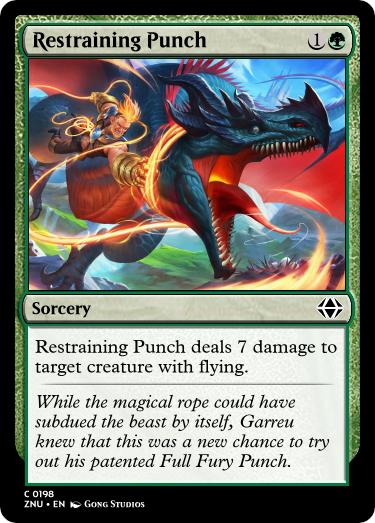 Restraining Punch 1
Sorcery
Restraining Punch deals 7 damage to
target creature with flying.
While the magical rope could have
subdued the beast by itself, Garreu
knew that this was a new chance to try
out his patented Full Fury Punch.
C 0198
ZNU • EN Gong Studios